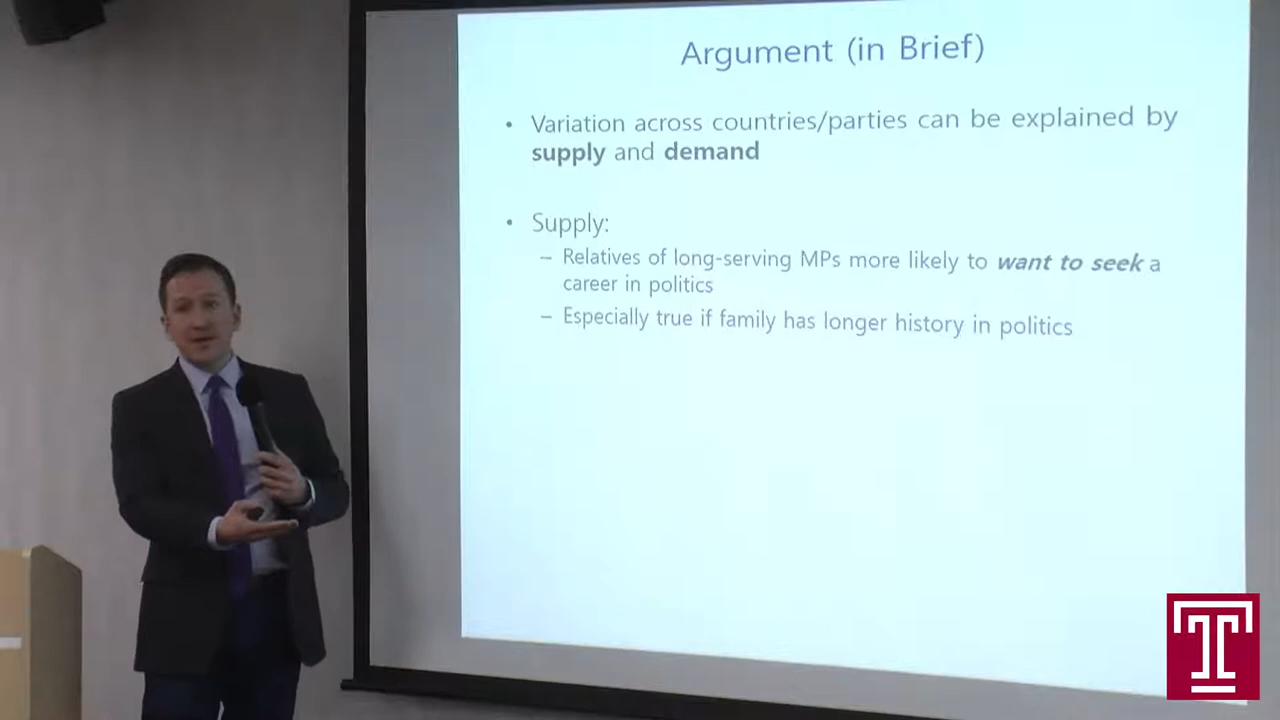 Argument (in Brief)
• Variation across countries/parties can be explained by
supply and demand
• Supply:
– Relatives of long-serving MPs more likely to want to seek a
career in politics
– Especially true if family has longer history in politics
T